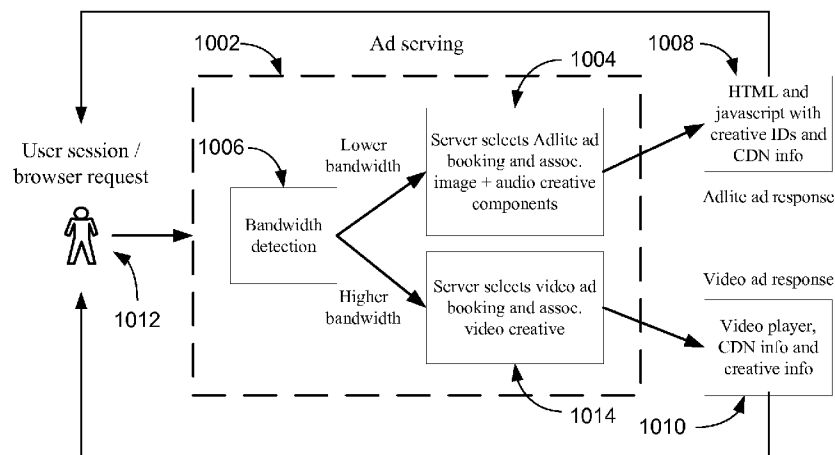 1002
Ad serving
1004
1008
HTML and
javascript with
creative IDs and
CDN info
Adlite ad response
User session /
browser request
1012
1006
Bandwidth
detection
Lower
bandwidth
Higher
bandwidth
Server selects Adlite ad
booking and assoc.
image + audio creative
components
Server selects video ad
booking and assoc.
video creative
1014
Video ad response
Video player,
CDN info and
creative info
1010